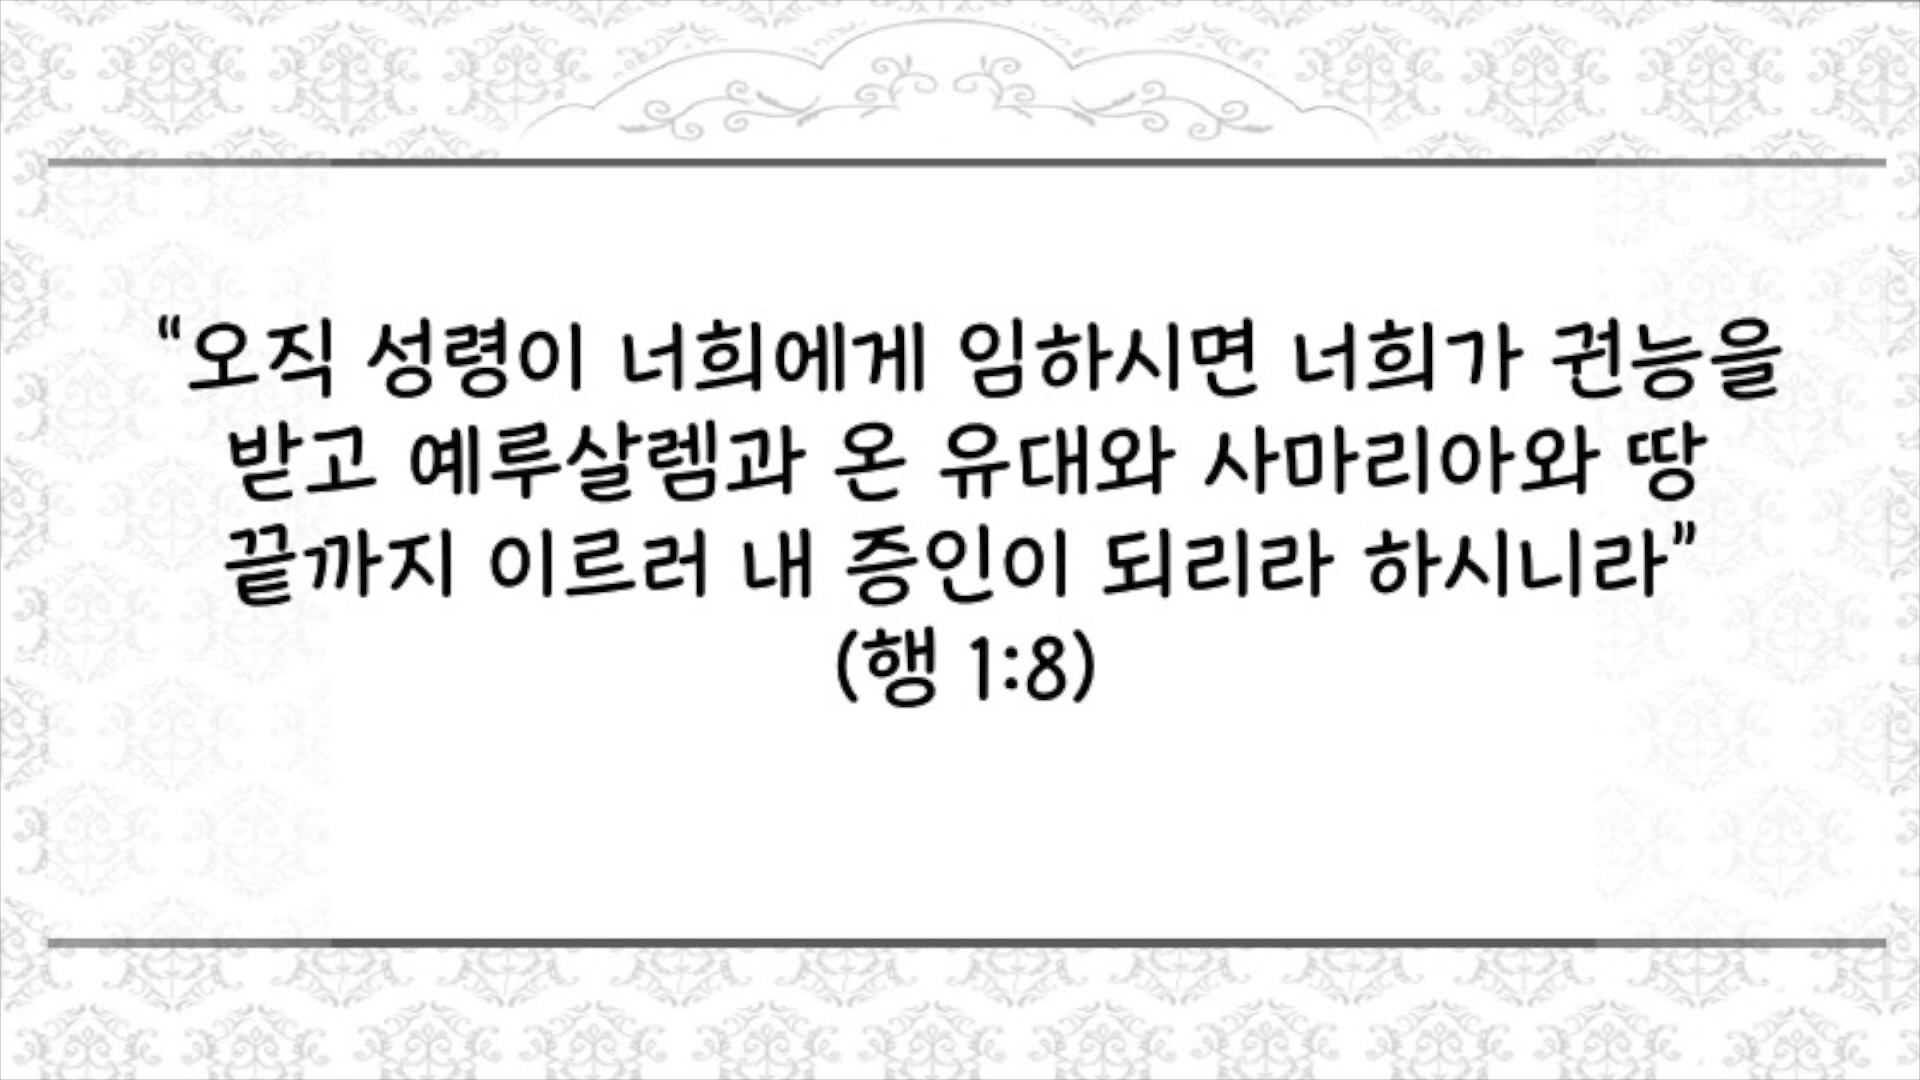 “오직 성령이 너희에게 임하시면 너희가 권능을
받고 예루살렘과 온 유대와 사마리아와 땅
끝까지 이르러 내 증인이 되리라 하시니라”
(행 1:8)